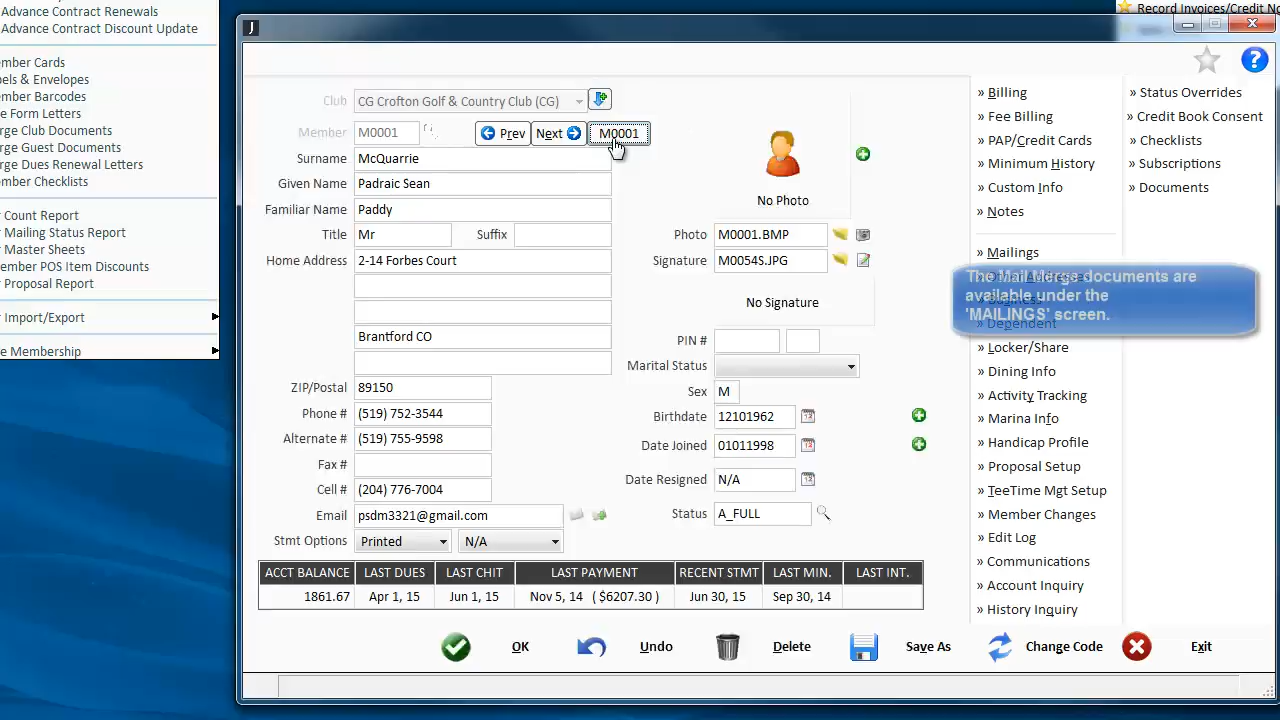 Advance Contract Renewals
Advance Contract Discount Update
ember Cards
bels & Envelopes
ember Barcodes
e Form Letters
rge Club Documents
rge Guest Documents
rge Dues Renewal Letters
ember Checklists
r Count Report
r Mailing Status Report
r Master Sheets
ember POS Item Discounts
r Proposal Report
r Import/Export
e Membership
Record Invoices/Credit No
J
Club CG Crofton Golf & Country Club (CG)
Member M0001 Prev Next M0001
Surname McQuarrie
Given Name Padraic Sean
Familiar Name Paddy
Title Mr Suffix
Home Address 2-14 Forbes Court
Brantford CO
ZIP/Postal 89150
Phone # (519) 752-3544
Alternate # (519) 755-9598
Fax #
Cell # (204) 776-7004
Email psdm3321@gmail.com
Stmt Options Printed N/A
No Photo
Photo M0001.BMP
Signature M0054S.JPG
No Signature
PIN #
Marital Status
Sex M
Birthdate 12101962
Date Joined 01011998
Date Resigned N/A
Status A_FULL
» Billing
» Fee Billing
» PAP/Credit Cards
» Minimum History
» Custom Info
» Notes
» Mailings
The Mail Merge documents are
available under the
'MAILINGS' screen.
» Dependent
» Locker/Share
» Dining Info
» Activity Tracking
» Marina Info
» Handicap Profile
» Proposal Setup
» TeeTime Mgt Setup
» Member Changes
» Edit Log
» Communications
» Account Inquiry
» History Inquiry
» Status Overrides
» Credit Book Consent
» Checklists
» Subscriptions
» Documents
ACCT BALANCE LAST DUES LAST CHIT LAST PAYMENT RECENT STMT LAST MIN. LAST INT.
1861.67 Apr 1, 15 Jun 1, 15 Nov 5, 14 ( $6207.30 ) Jun 30, 15 Sep 30, 14
OK Undo Delete Save As Change Code Exit